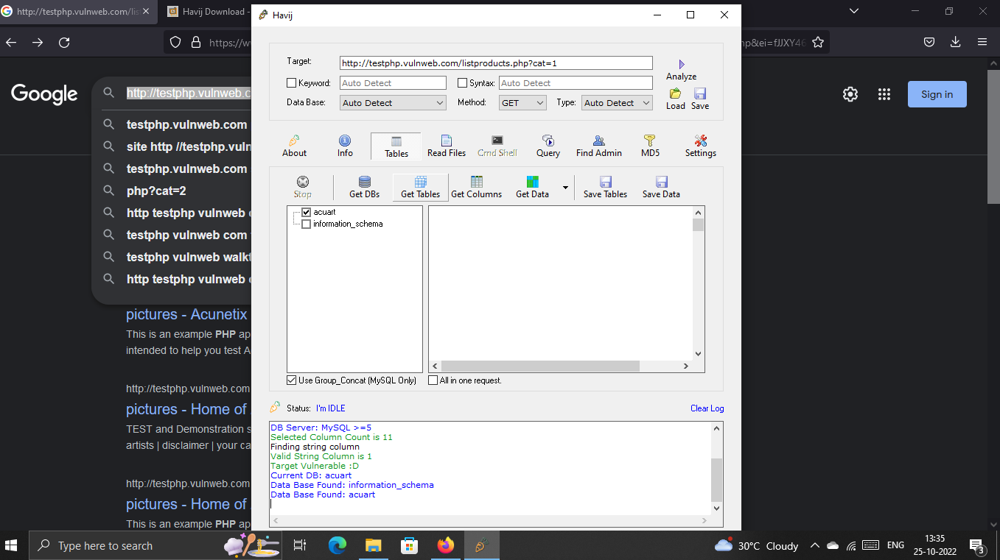 http://testphp.vulnweb.com/list
Havij Download -
https://w
np&ei=fJJXY46
Google
http://testphp.vulnweb.c
Sign in
testphp.vulnweb.com
site http //testphp.vuln
testphp.vulnweb.com
php?cat=2
http testphp vulnweb
testphp vulnweb com
testphp vulnweb walkt
http testphp vulnweb
pictures - Acunetix
This is an example PHP ap
intended to help you test A
http://testphp.vulnweb.com
pictures - Home of
TEST and Demonstration s
artists | disclaimer | your ca
http://testphp.vulnweb.com
pictures - Home of
This is an example PHP ap
Havij
Target: http://testphp.vulnweb.com/listproducts.php?cat=1
Analyze
Keyword: Auto Detect Syntax: Auto Detect
Data Base: Auto Detect Method: GET Type: Auto Detect
Load Save
About Info Tables Read Files Cmd Shell Query Find Admin MD5 Settings
Stop Get DBs Get Tables Get Columns Get Data Save Tables Save Data
acuart
information_schema
Use Group_Concat (MySQL Only) All in one request.
Status: I'm IDLE Clear Log
DB Server: MySQL >=5
Selected Column Count is 11
Finding string column
Valid String Column is 1
Target Vulnerable :D
Current DB: acuart
Data Base Found: information_schema
Data Base Found: acuart
Type here to search
30°C Cloudy
ENG
13:35
25-10-2022
3